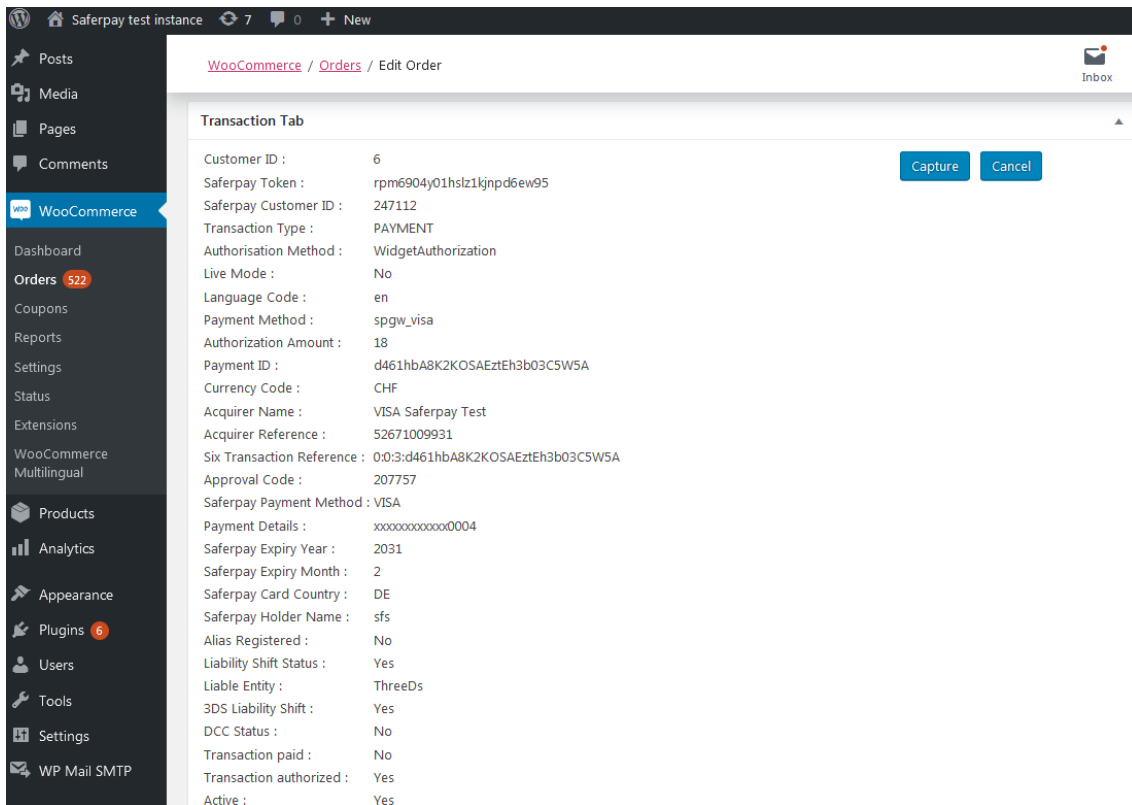 Saferpay test instance 7 0 + New
Posts
Media
Pages
Comments
Woo WooCommerce
Dashboard
Orders 522
Coupons
Reports
Settings
Status
Extensions
WooCommerce
Multilingual
Products
Analytics
Appearance
Plugins 6
Users
Tools
Settings
WP Mail SMTP
WooCommerce / Orders / Edit Order
Inbox
Transaction Tab
Capture Cancel
Customer ID : 6
Saferpay Token : rpm6904y01hslz1kjnpd6ew95
Saferpay Customer ID : 247112
Transaction Type : PAYMENT
Authorisation Method : WidgetAuthorization
Live Mode : No
Language Code : en
Payment Method : spgw_visa
Authorization Amount : 18
Payment ID : d461hbA8K2KOSAEztEh3b03C5W5A
Currency Code : CHF
Acquirer Name : VISA Saferpay Test
Acquirer Reference : 52671009931
Six Transaction Reference : 0:0:3:d461hbA8K2KOSAEztEh3b03C5W5A
Approval Code : 207757
Saferpay Payment Method : VISA
Payment Details : xxxxxxxxxxxx0004
Saferpay Expiry Year : 2031
Saferpay Expiry Month : 2
Saferpay Card Country : DE
Saferpay Holder Name : sfs
Alias Registered : No
Liability Shift Status : Yes
Liable Entity : ThreeDs
3DS Liability Shift : Yes
DCC Status : No
Transaction paid : No
Transaction authorized : Yes
Active : Yes